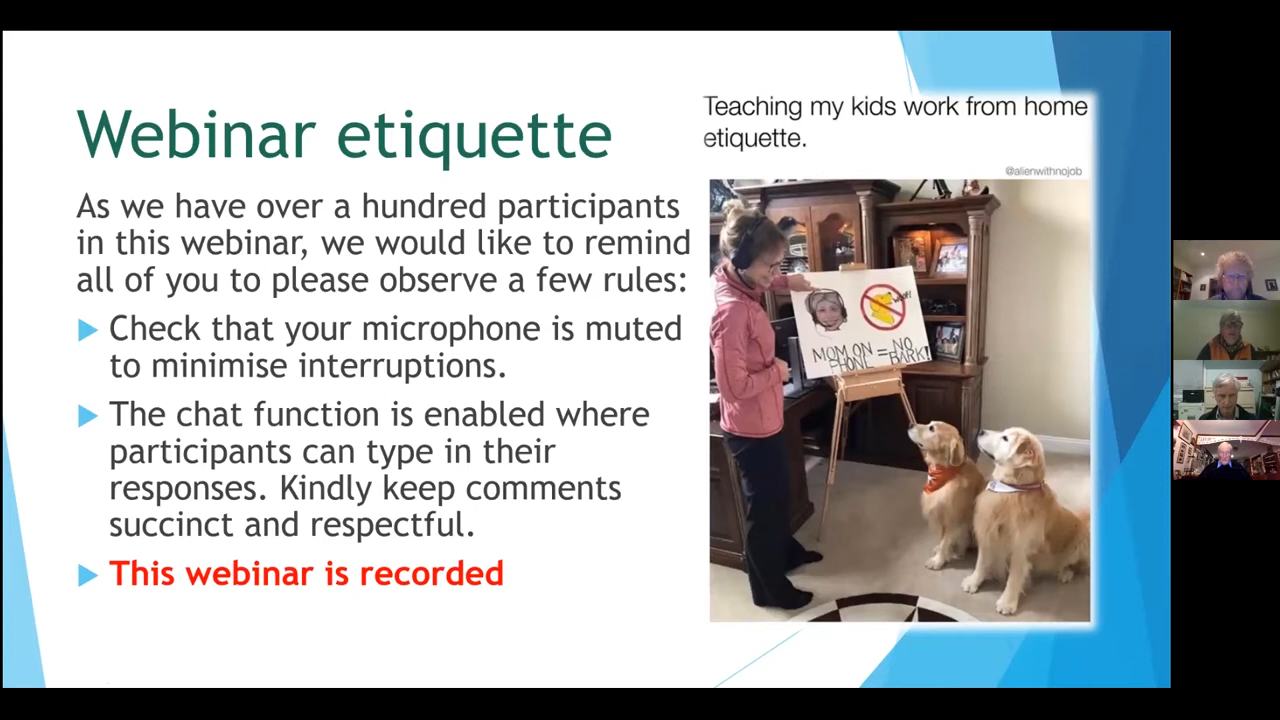 Webinar etiquette
As we have over a hundred participants
in this webinar, we would like to remind
all of you to please observe a few rules:
Check that your microphone is muted
to minimise interruptions.
The chat function is enabled where
participants can type in their
responses. Kindly keep comments
succinct and respectful.
This webinar is recorded
Teaching my kids work from home
etiquette.
@alienwithnojob
WOOF!
MOM ON = NO
PHONE BARK!